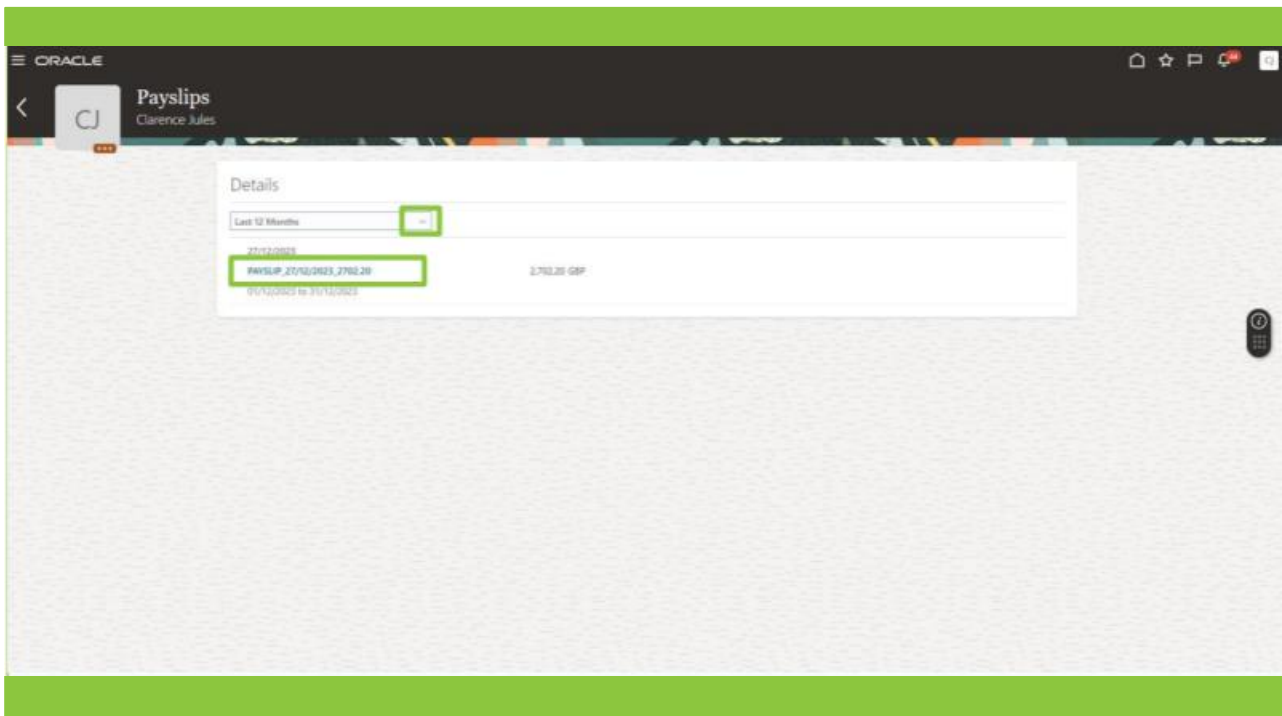 ORACLE
Payslips
CJ
Clarence Jules
Details
Last 12 Months
27/12/2023
PAYSLIP_27/12/2023_2702.20
2,702.20 GBP
01/12/2023 to 31/12/2023